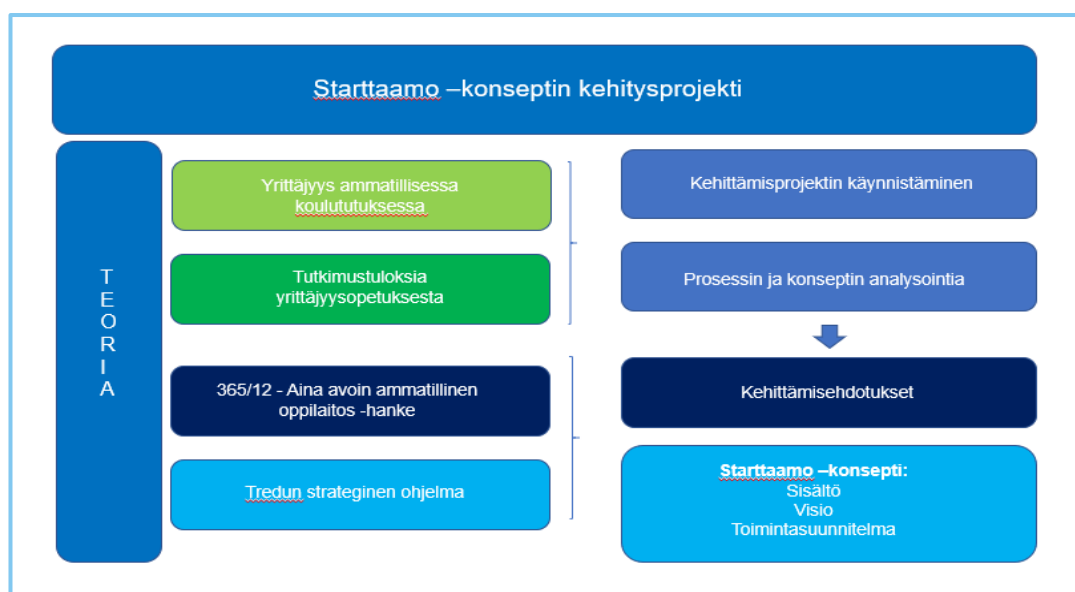 Starttaamo –konseptin kehitysprojekti
TEORIA
Yrittäjyys ammatillisessa
koulututuksessa
Tutkimustuloksia
yrittäjyysopetuksesta
365/12 - Aina avoin ammatillinen
oppilaitos -hanke
Tredun strateginen ohjelma
Kehittämisprojektin käynnistäminen
Prosessin ja konseptin analysointia
Kehittämisehdotukset
Starttaamo –konsepti:
Sisältö
Visio
Toimintasuunnitelma